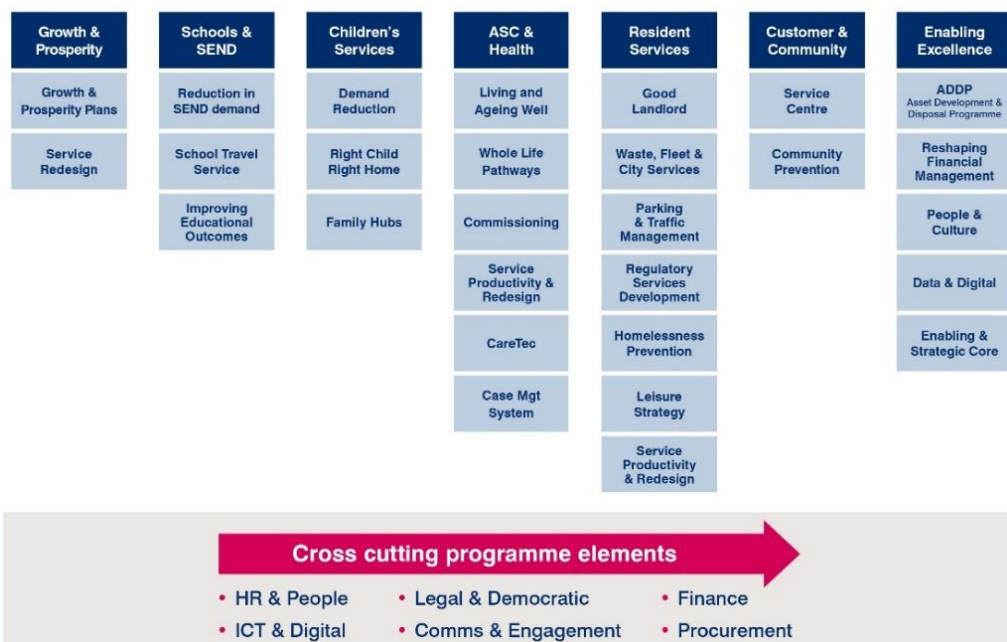 Growth &
Prosperity
Growth &
Prosperity Plans
Service
Redesign
Schools &
SEND
Reduction in
SEND demand
School Travel
Service
Improving
Educational
Outcomes
Children's
Services
Demand
Reduction
Right Child
Right Home
Family Hubs
ASC &
Health
Living and
Ageing Well
Whole Life
Pathways
Commissioning
Service
Productivity &
Redesign
CareTec
Case Mgt
System
Resident
Services
Good
Landlord
Waste, Fleet &
City Services
Parking
& Traffic
Management
Regulatory
Services
Development
Homelessness
Prevention
Leisure
Strategy
Service
Productivity
& Redesign
Customer &
Community
Service
Centre
Community
Prevention
Enabling
Excellence
ADDP
Asset Development &
Disposal Programme
Reshaping
Financial
Management
People &
Culture
Data & Digital
Enabling &
Strategic Core
Cross cutting programme elements
• HR & People
• ICT & Digital
• Legal & Democratic
• Comms & Engagement
• Finance
• Procurement